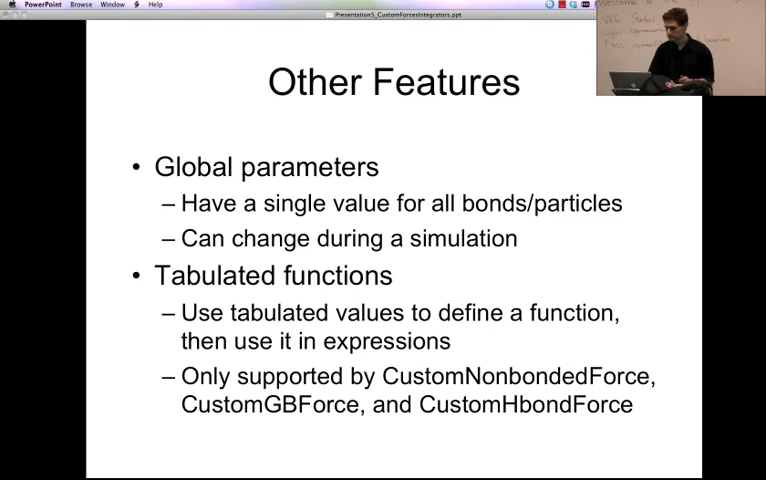 PowerPoint Browse Window Help
Presentation5_CustomForcesIntegrators.ppt
Welcome to
Other Features
• Global parameters
– Have a single value for all bonds/particles
– Can change during a simulation
• Tabulated functions
– Use tabulated values to define a function,
then use it in expressions
– Only supported by CustomNonbondedForce,
CustomGBForce, and CustomHbondForce